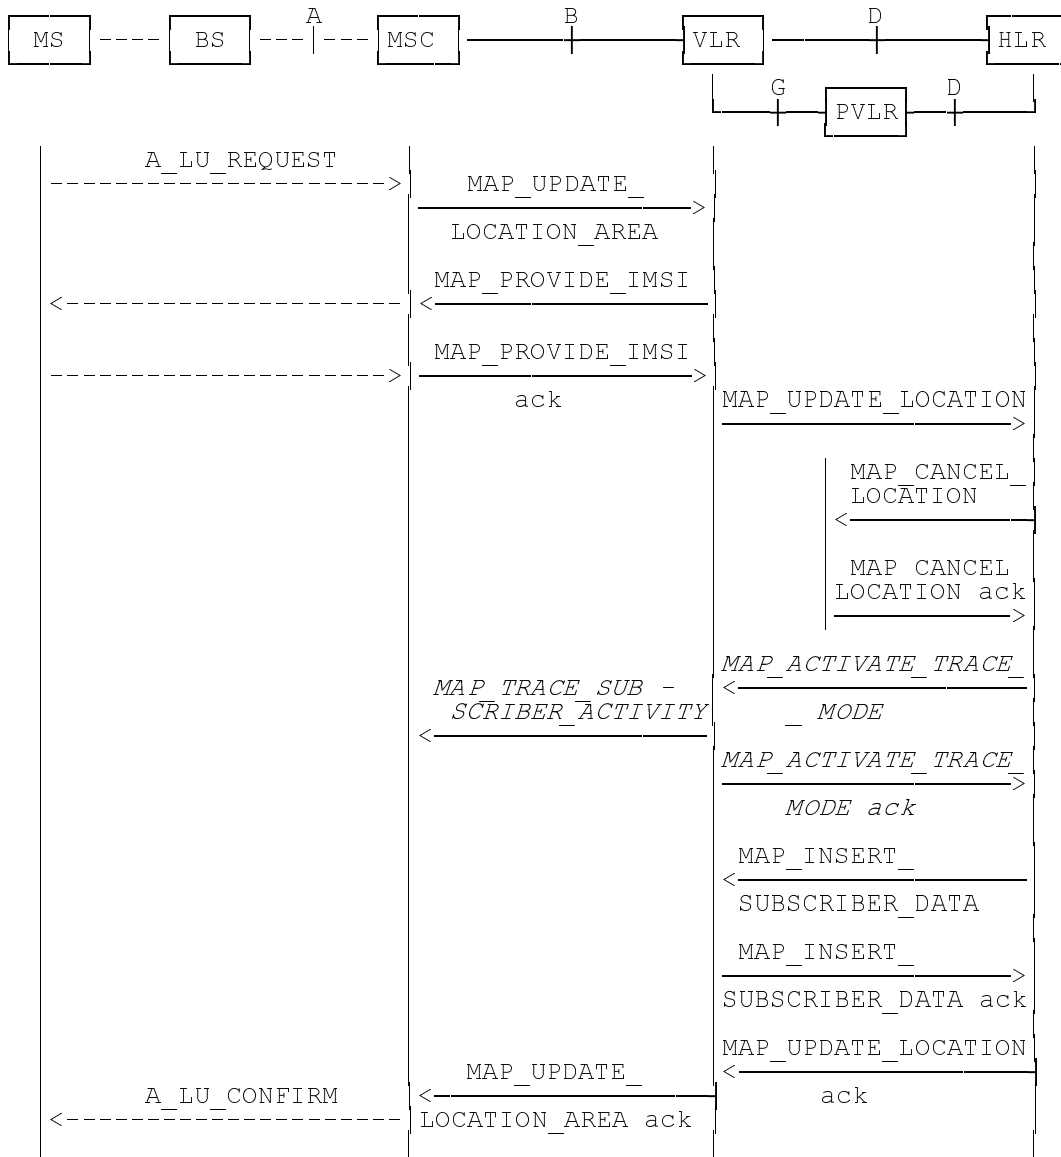 A B D
MS BS MSC VLR HLR
G D
PVLR
A_LU_REQUEST
MAP_UPDATE_
LOCATION_AREA
MAP_PROVIDE_IMSI
MAP_PROVIDE_IMSI
ack
MAP_UPDATE_LOCATION
MAP_CANCEL_
LOCATION
MAP CANCEL
LOCATION ack
MAP_ACTIVATE_TRACE_
_ MODE
MAP_TRACE_SUB -
SCRIBER_ACTIVITY
MAP_ACTIVATE_TRACE_
MODE ack
MAP_INSERT_
SUBSCRIBER_DATA
MAP_INSERT_
SUBSCRIBER_DATA ack
MAP_UPDATE_LOCATION
ack
MAP_UPDATE_
LOCATION_AREA ack
A_LU_CONFIRM